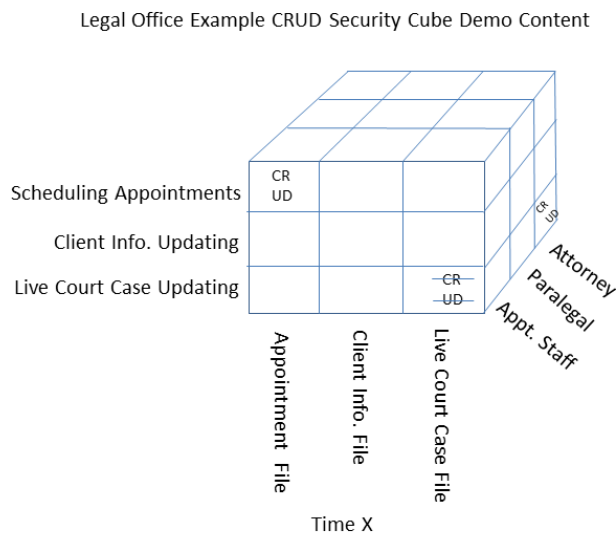 Legal Office Example CRUD Security Cube Demo Content
Scheduling Appointments
CR
UD
Client Info. Updating
Live Court Case Updating
CR
UD
CR
UD
Attorney
Paralegal
Appt. Staff
Appointment File
Client Info. File
Live Court Case File
Time X